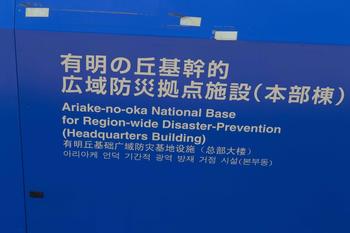 有明の丘基幹的
広域防災拠点施設(本部棟)
Ariake-no-oka National Base
for Region-wide Disaster-Prevention
(Headquarters Building)
有明丘基础广域防灾基地设施（总部大楼）
아리아케 언덕 기간적 광역 방재 거점 시설(본부동)